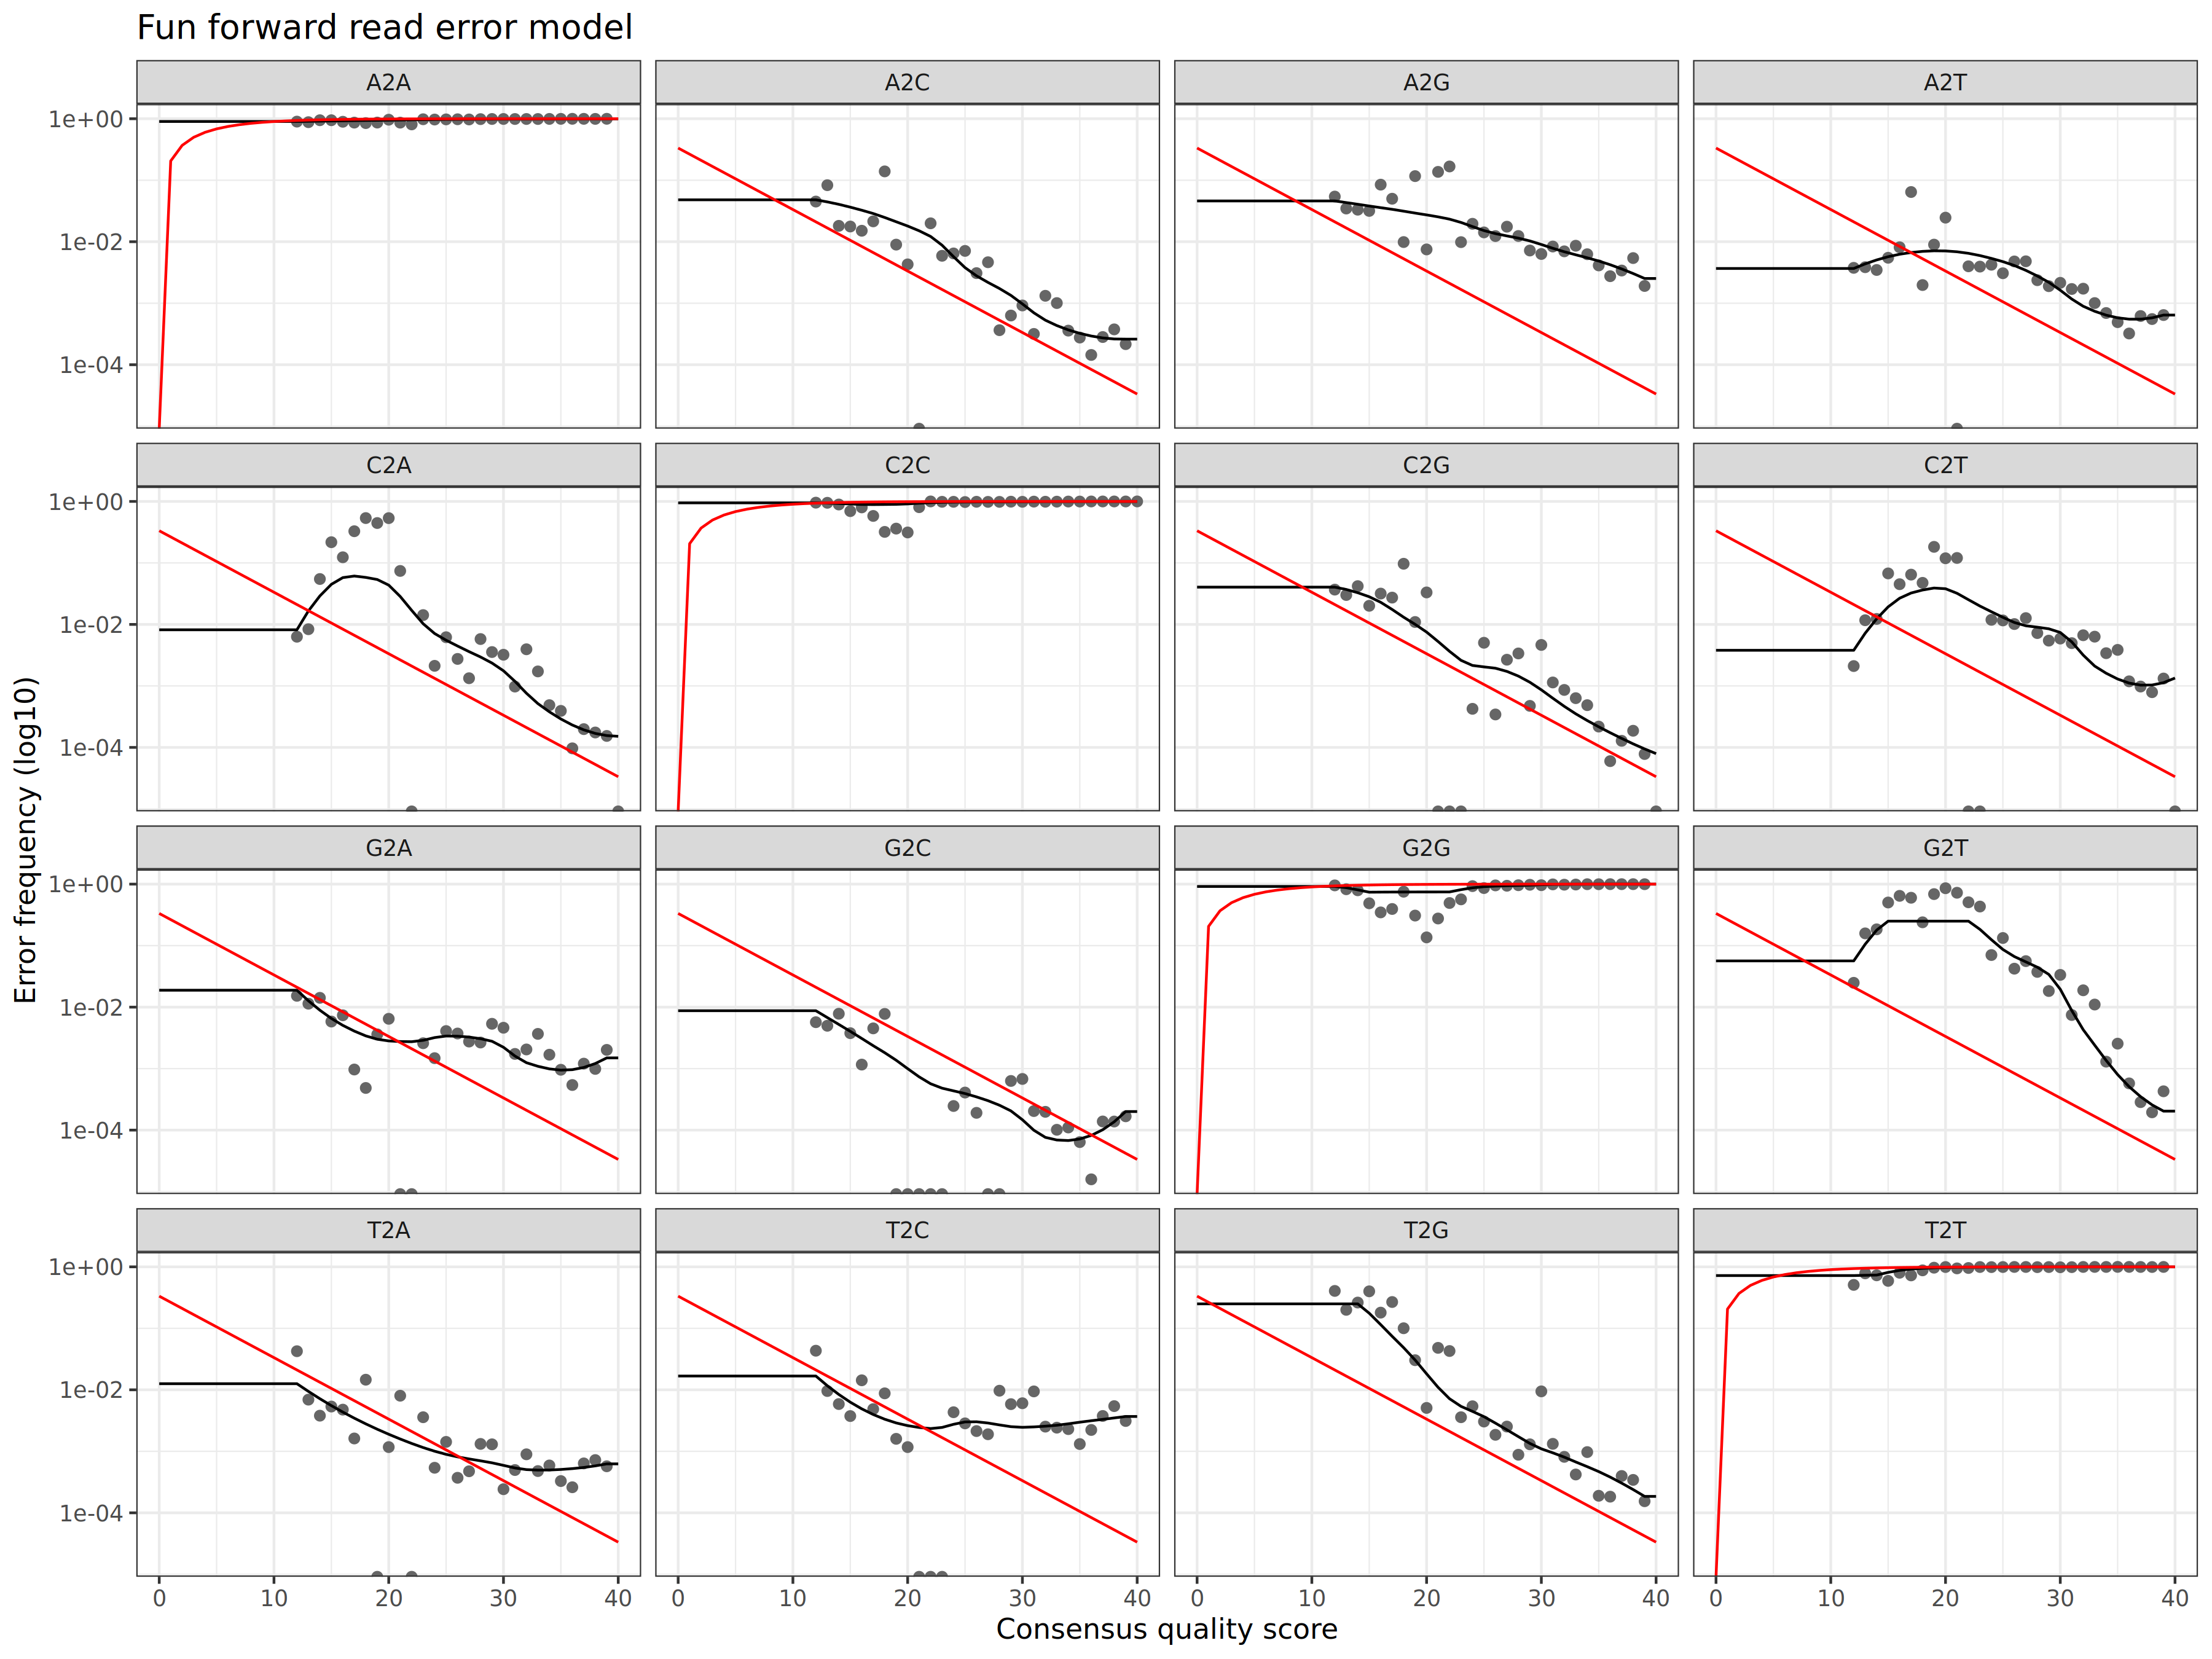 Fun forward read error model
A2A A2C A2G A2T
1e+00
1e-02
1e-04
C2A C2C C2G C2T
1e+00
1e-02
1e-04
Error frequency (log10)
G2A G2C G2G G2T
1e+00
1e-02
1e-04
T2A T2C T2G T2T
1e+00
1e-02
1e-04
0 10 20 30 40 0 10 20 30 40 0 10 20 30 40 0 10 20 30 40
Consensus quality score